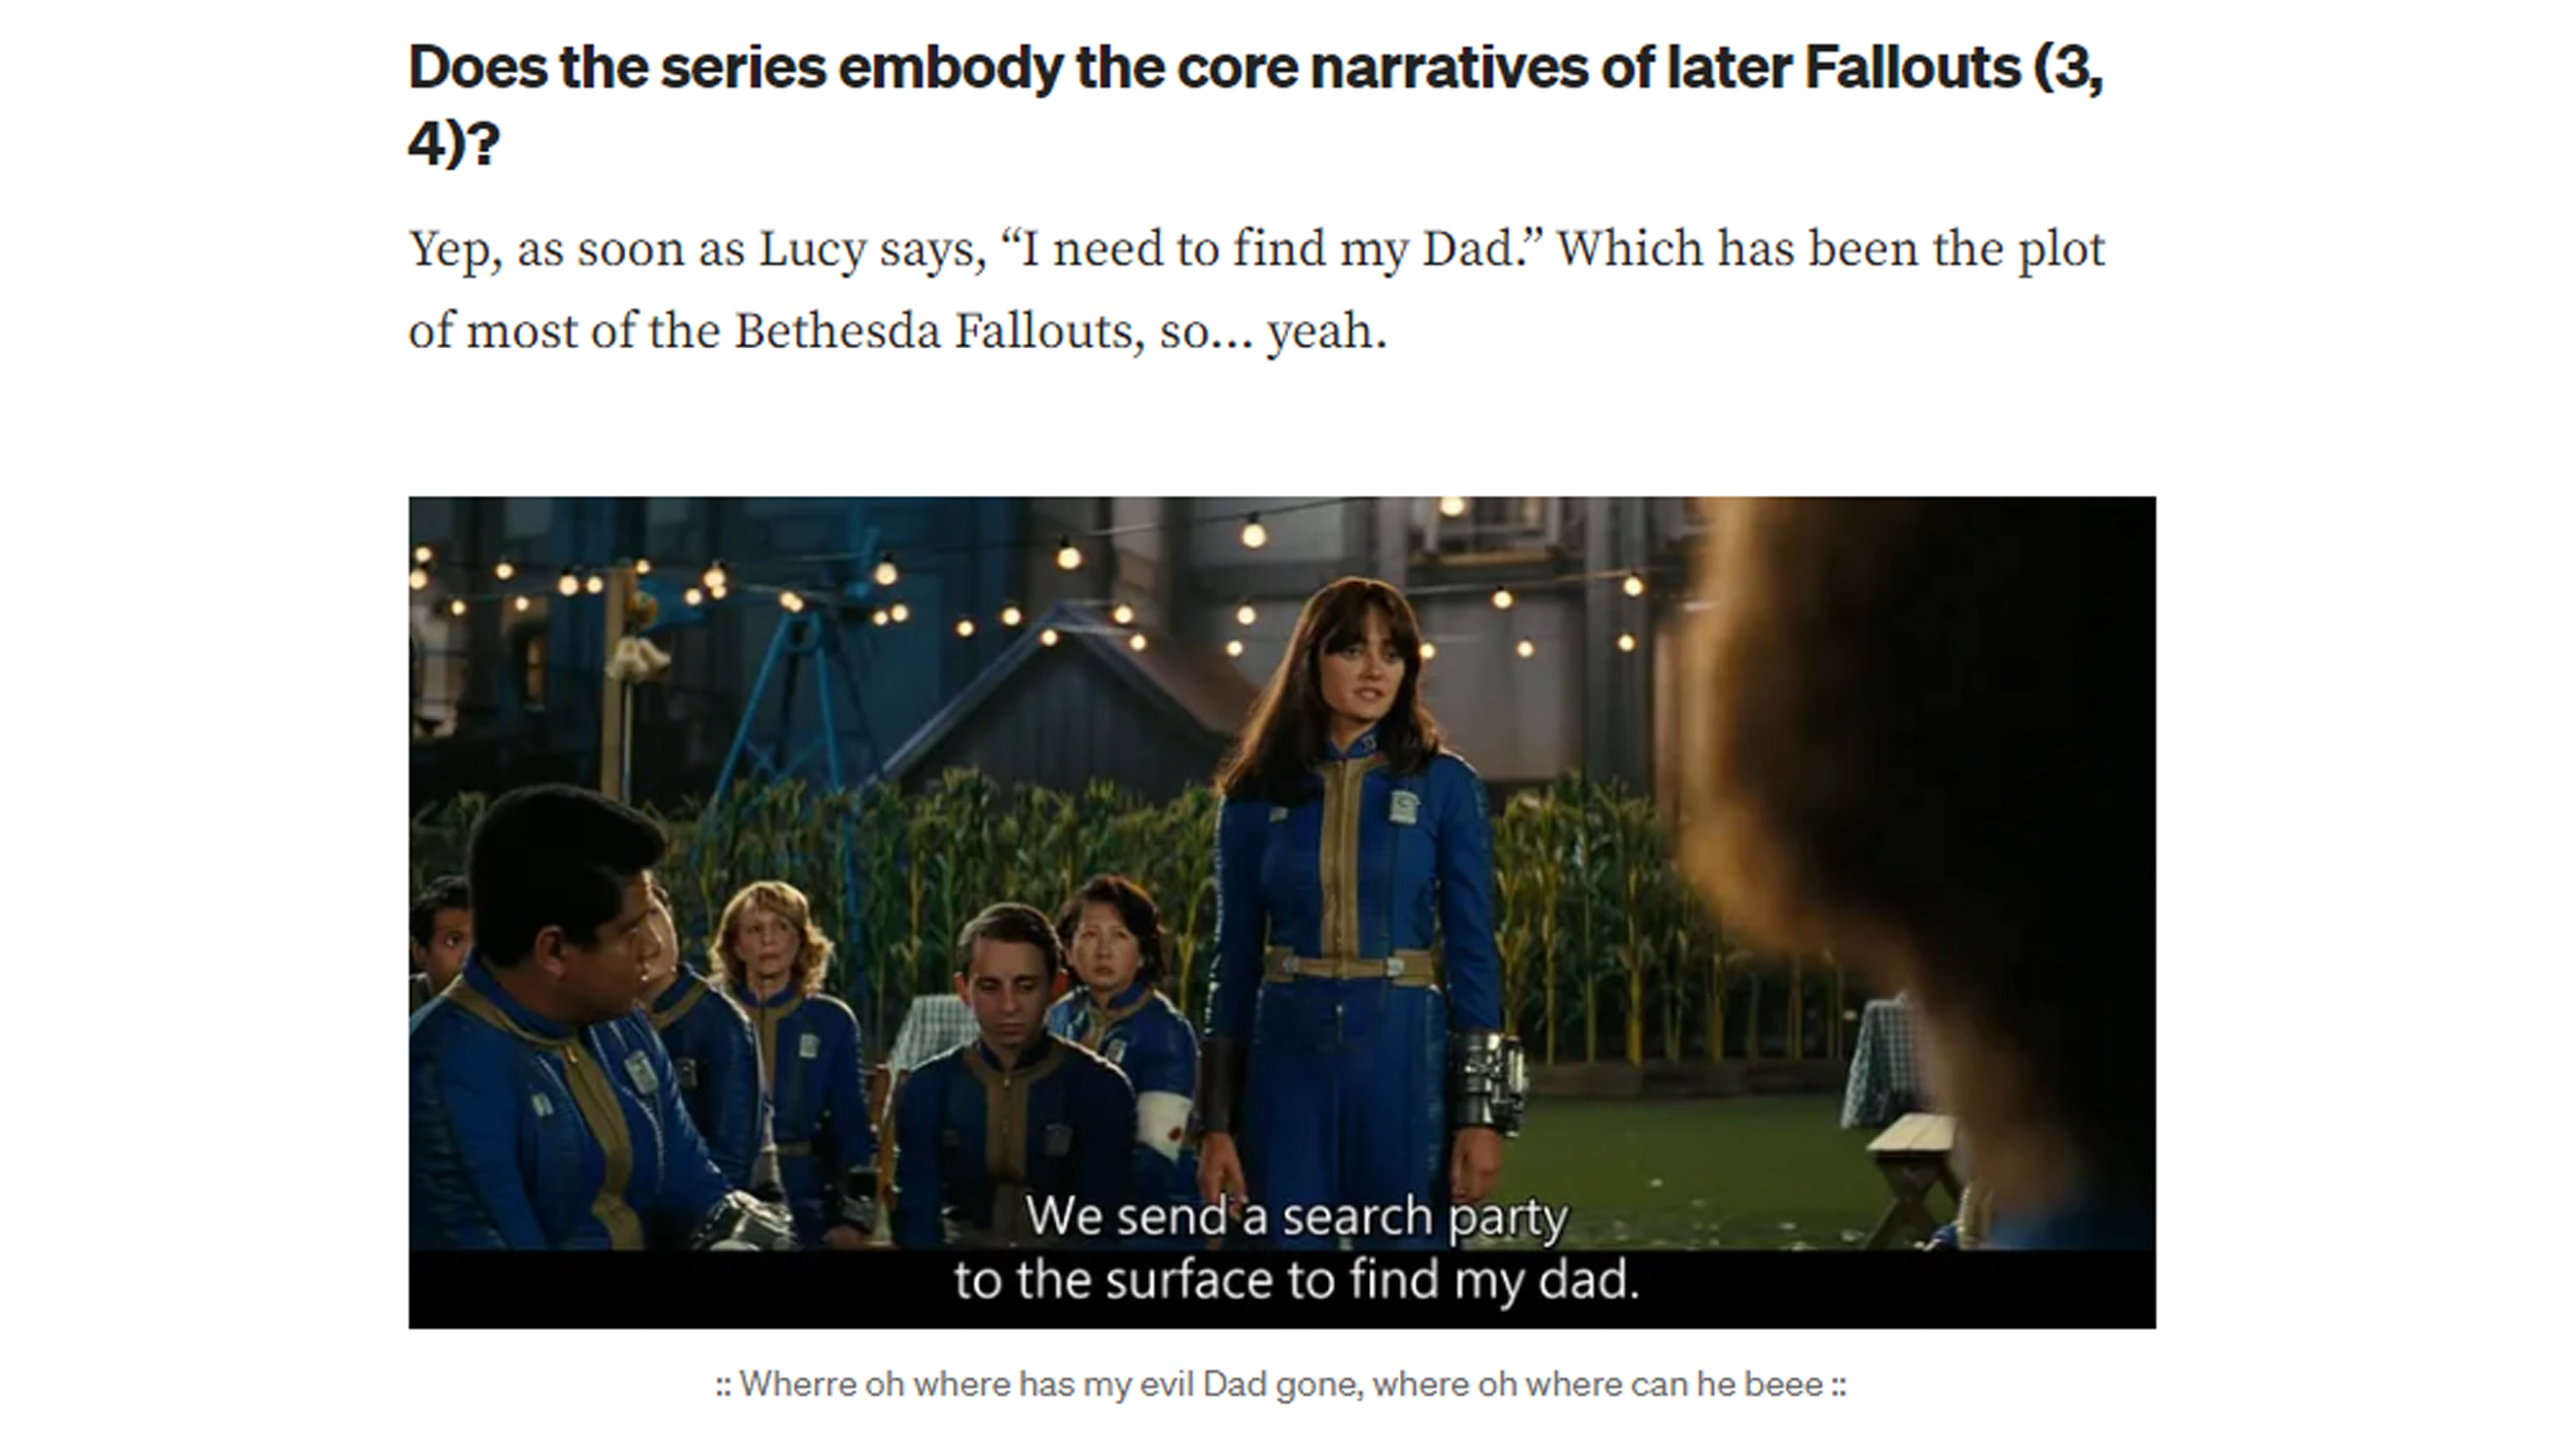 Does the series embody the core narratives of later Fallouts (3,
4)?
Yep, as soon as Lucy says, “I need to find my Dad.” Which has been the plot
of most of the Bethesda Fallouts, so... yeah.
We send a search party
to the surface to find my dad.
:: Wherre oh where has my evil Dad gone, where oh where can he beee ::